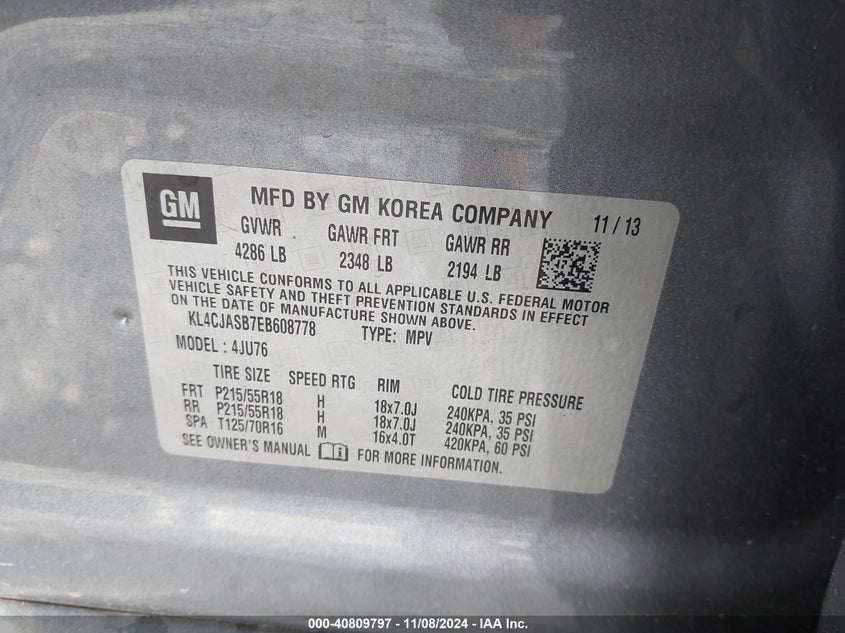 GM
MFD BY GM KOREA COMPANY 11 / 13
GVWR GAWR FRT GAWR RR
4286 LB 2348 LB 2194 LB
THIS VEHICLE CONFORMS TO ALL APPLICABLE U.S. FEDERAL MOTOR
VEHICLE SAFETY AND THEFT PREVENTION STANDARDS IN EFFECT
ON THE DATE OF MANUFACTURE SHOWN ABOVE.
KL4CJASB7EB608778 TYPE: MPV
MODEL : 4JU76
TIRE SIZE SPEED RTG RIM COLD TIRE PRESSURE
FRT P215/55R18 H 18x7.0J 240KPA, 35 PSI
RR P215/55R18 H 18x7.0J 240KPA, 35 PSI
SPA T125/70R16 M 16x4.0T 420KPA, 60 PSI
SEE OWNER'S MANUAL FOR MORE INFORMATION.
000-40809797 - 11/08/2024 - IAA Inc.